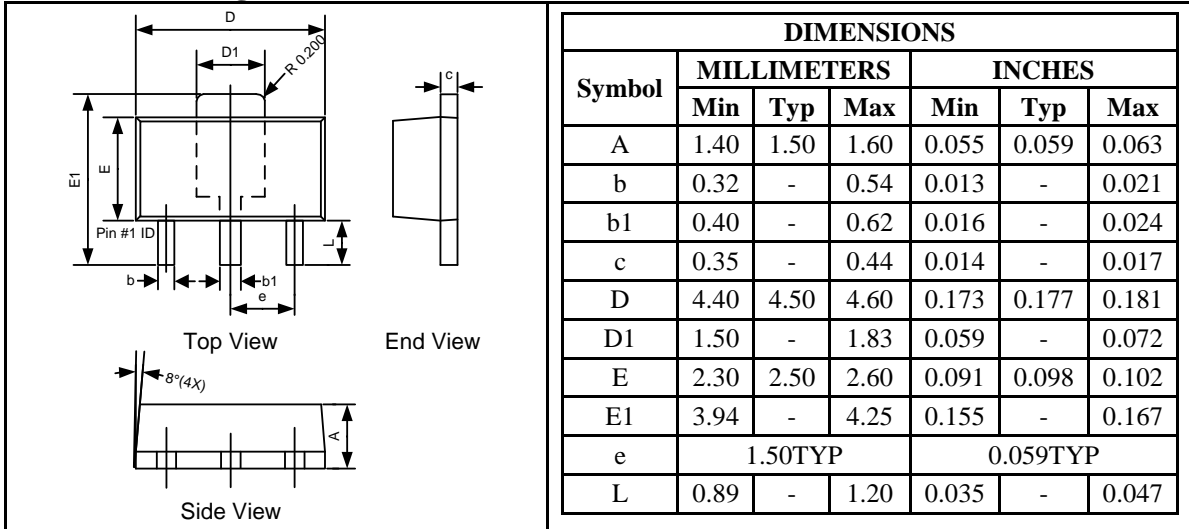 D
D1
R 0.200
c
E1
E
Pin #1 ID
L
b
b1
e
Top View
End View
8°(4X)
A
Side View
DIMENSIONS
Symbol MILLIMETERS INCHES
Min Typ Max Min Typ Max
A 1.40 1.50 1.60 0.055 0.059 0.063
b 0.32 - 0.54 0.013 - 0.021
b1 0.40 - 0.62 0.016 - 0.024
c 0.35 - 0.44 0.014 - 0.017
D 4.40 4.50 4.60 0.173 0.177 0.181
D1 1.50 - 1.83 0.059 - 0.072
E 2.30 2.50 2.60 0.091 0.098 0.102
E1 3.94 - 4.25 0.155 - 0.167
e 1.50TYP 0.059TYP
L 0.89 - 1.20 0.035 - 0.047